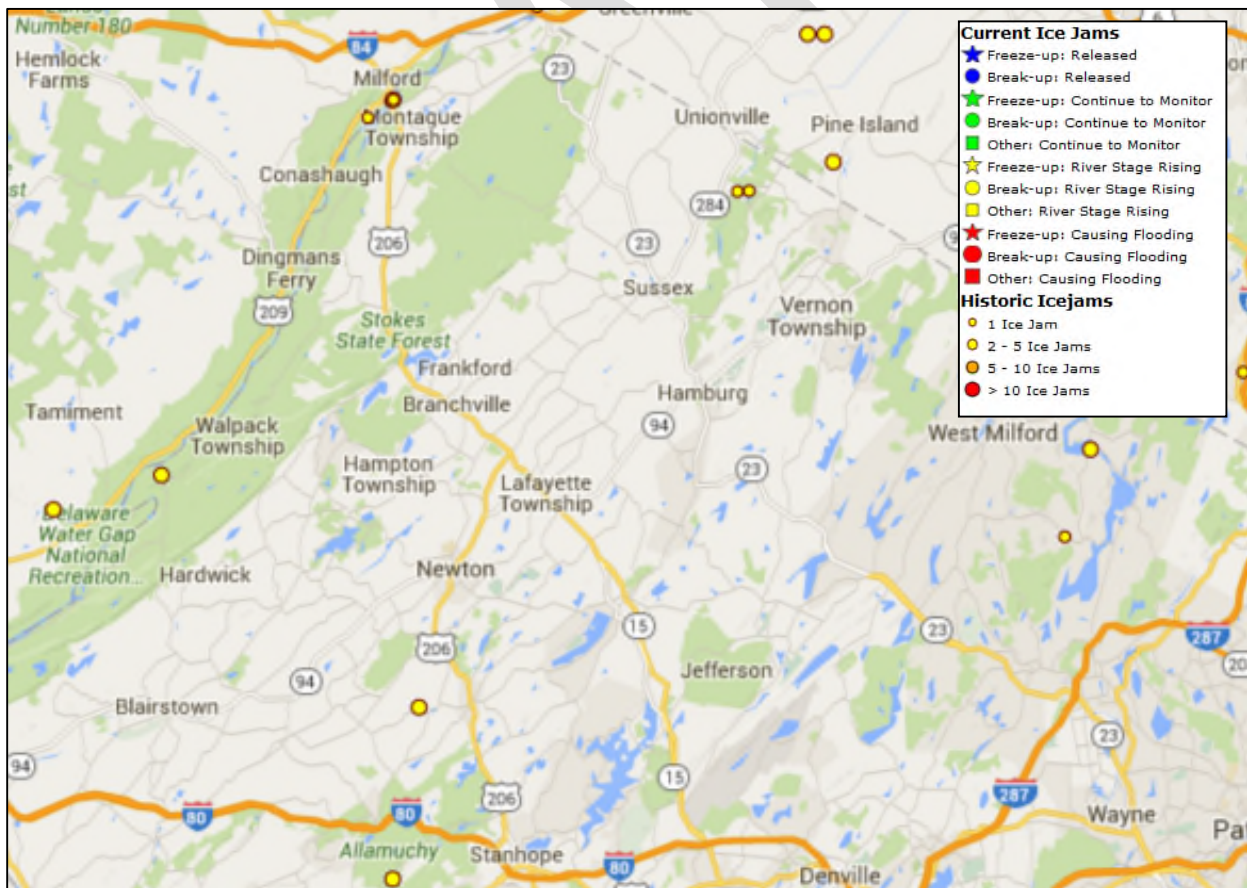 Number 180
Greenville
Hemlock
Farms
84
Milford
23
Montague
Township
Unionville
Pine Island
Conashaugh
284
206
23
Dingmans
Ferry
Sussex
Vernon
Township
209
Stokes
State Forest
Frankford
Hamburg
Tamiment
Branchville
Walpack
Township
94
West Milford
Hampton
Township
23
Lafayette
Township
Delaware
Water Gap
National
Recreation...
Hardwick
Newton
15
23
287
206
Jefferson
94
Blairstown
23
94
15
287
206
80
80
Wayne
Allamuchy
Stanhope
80
Denville
Current Ice Jams
Freeze-up: Released
Break-up: Released
Freeze-up: Continue to Monitor
Break-up: Continue to Monitor
Other: Continue to Monitor
Freeze-up: River Stage Rising
Break-up: River Stage Rising
Other: River Stage Rising
Freeze-up: Causing Flooding
Break-up: Causing Flooding
Other: Causing Flooding
Historic Icejams
1 Ice Jam
2 - 5 Ice Jams
5 - 10 Ice Jams
> 10 Ice Jams